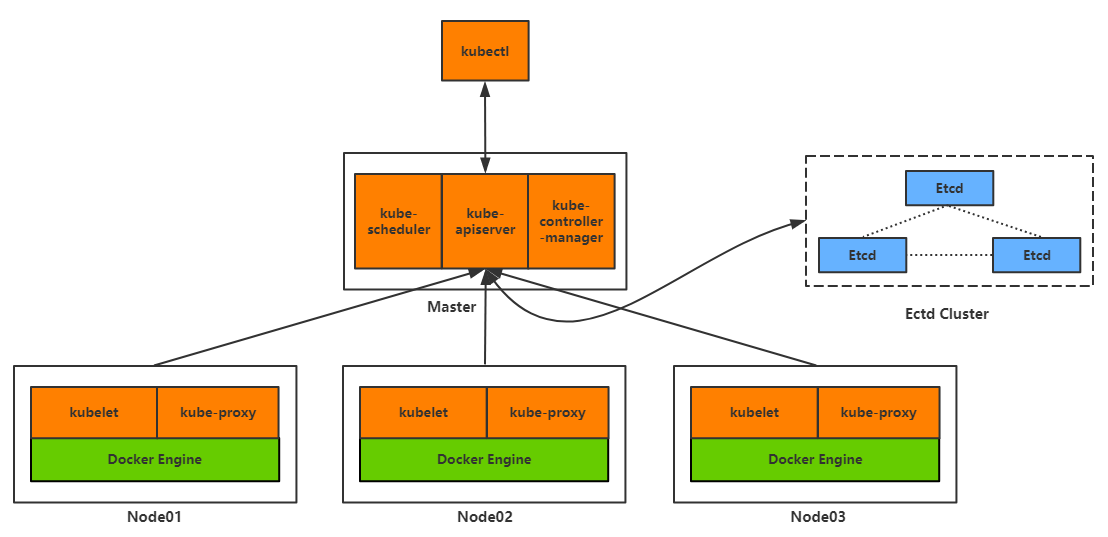 kubectl
kube-
scheduler
kube-
apiserver
kube-
controller
-manager
Master
Etcd
Etcd
Etcd
Ectd Cluster
kubelet
kube-proxy
Docker Engine
Node01
kubelet
kube-proxy
Docker Engine
Node02
kubelet
kube-proxy
Docker Engine
Node03